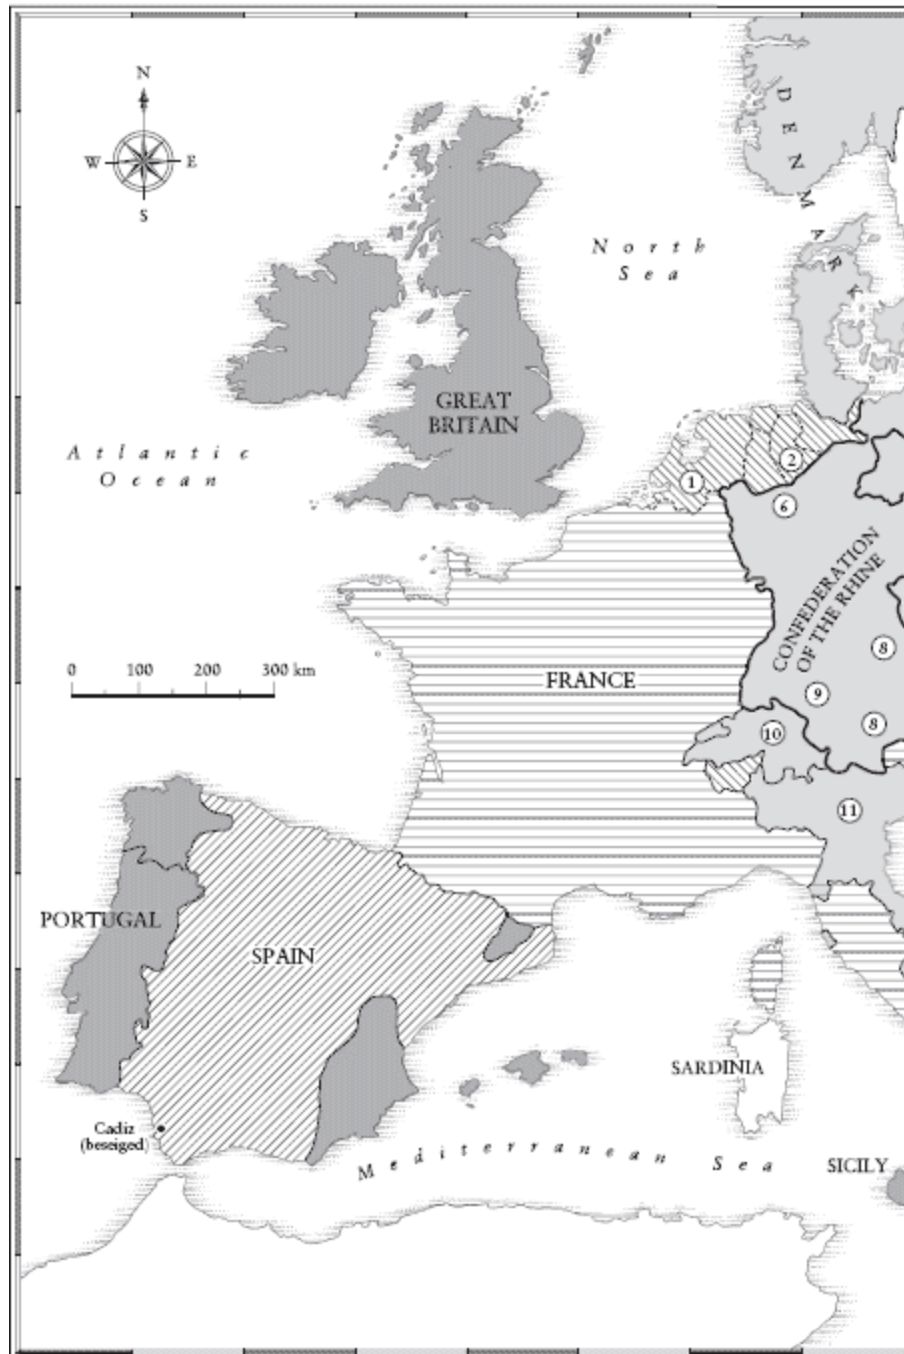 N
W E
S
DENMARK
North
Sea
GREAT
BRITAIN
Atlantic
Ocean
1
2
6
CONFEDERATION
OF THE RHINE
8
0 100 200 300 km
FRANCE
9
8
10
11
PORTUGAL
SPAIN
SARDINIA
Cadiz
(beseiged)
Mediterranean Sea
SICILY